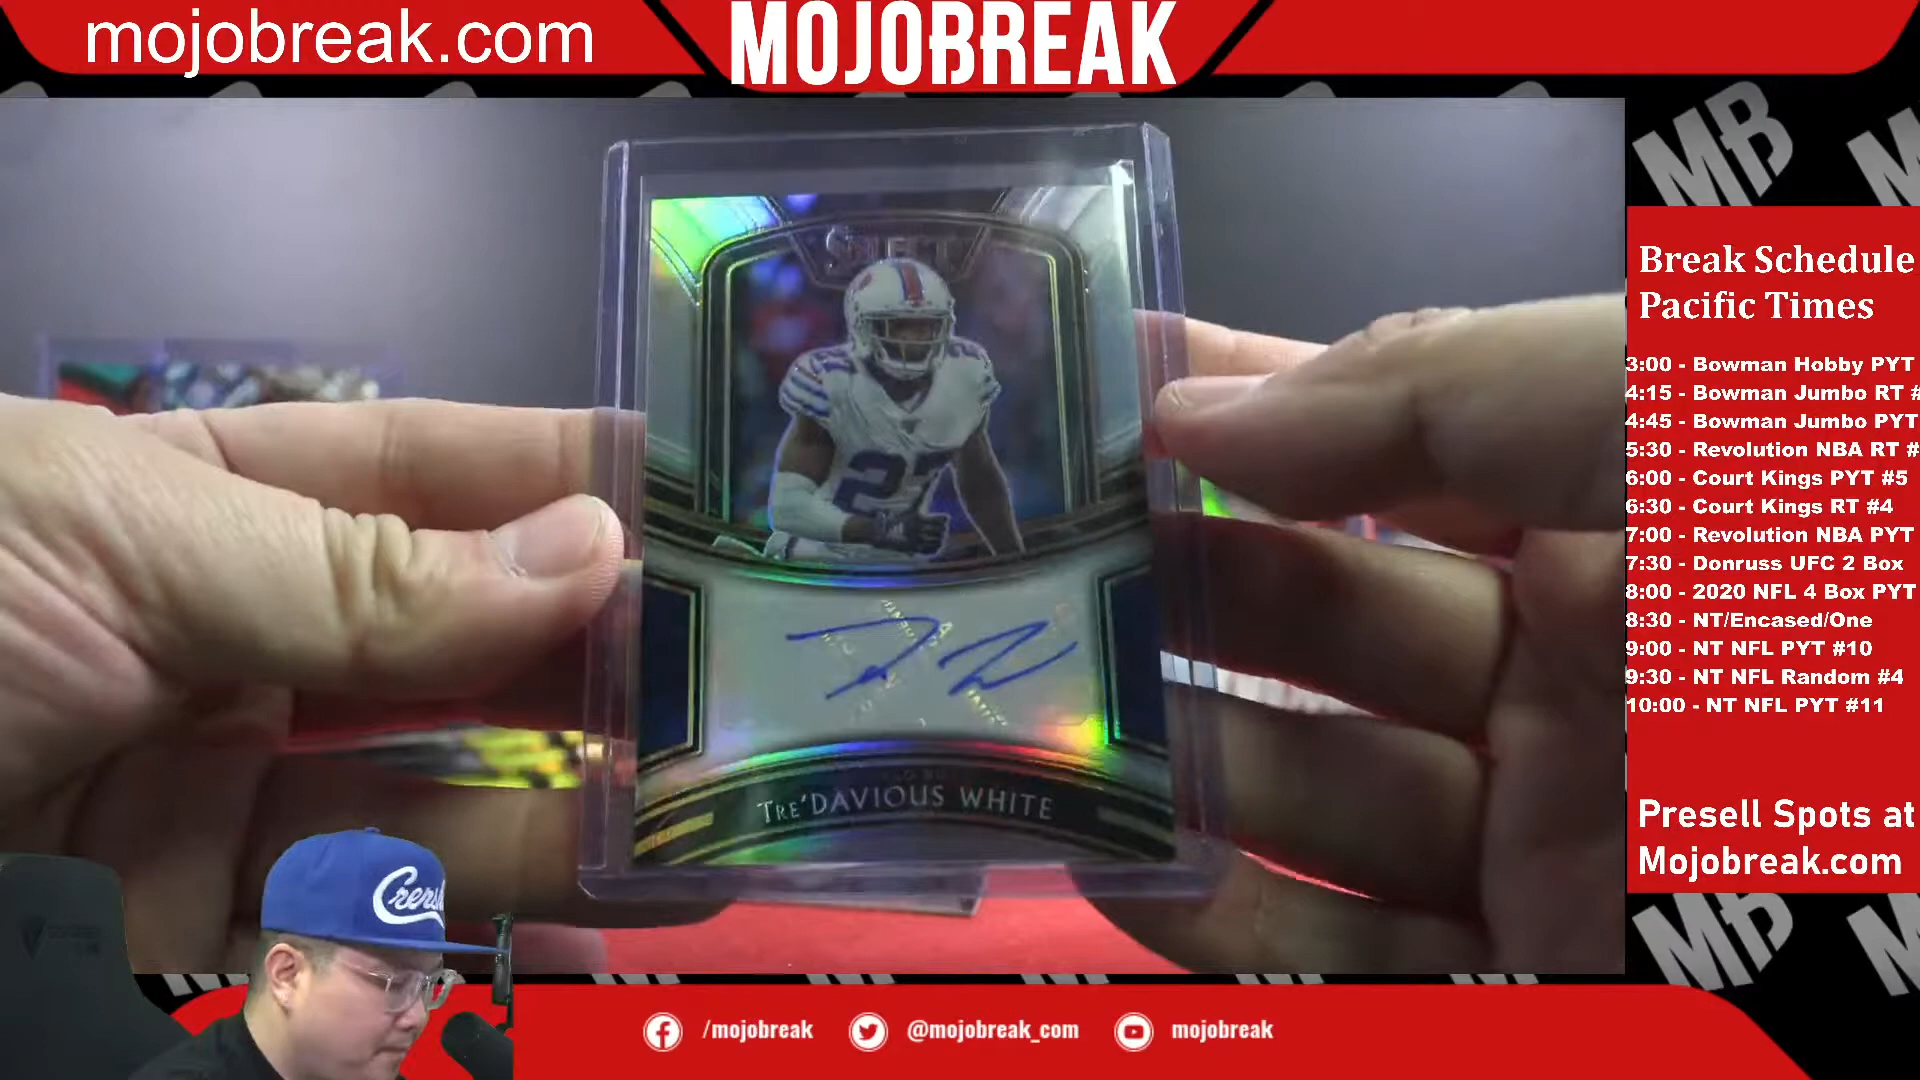 mojobreak.com
MOJOBREAK
MB
SELECT
27
TRE'DAVIOUS WHITE
Break Schedule
Pacific Times
3:00 - Bowman Hobby PYT
4:15 - Bowman Jumbo RT #
4:45 - Bowman Jumbo PYT
5:30 - Revolution NBA RT #
6:00 - Court Kings PYT #5
6:30 - Court Kings RT #4
7:00 - Revolution NBA PYT
7:30 - Donruss UFC 2 Box
8:00 - 2020 NFL 4 Box PYT
8:30 - NT/Encased/One
9:00 - NT NFL PYT #10
9:30 - NT NFL Random #4
10:00 - NT NFL PYT #11
Presell Spots at
Mojobreak.com
MB
/mojobreak
@mojobreak_com
mojobreak